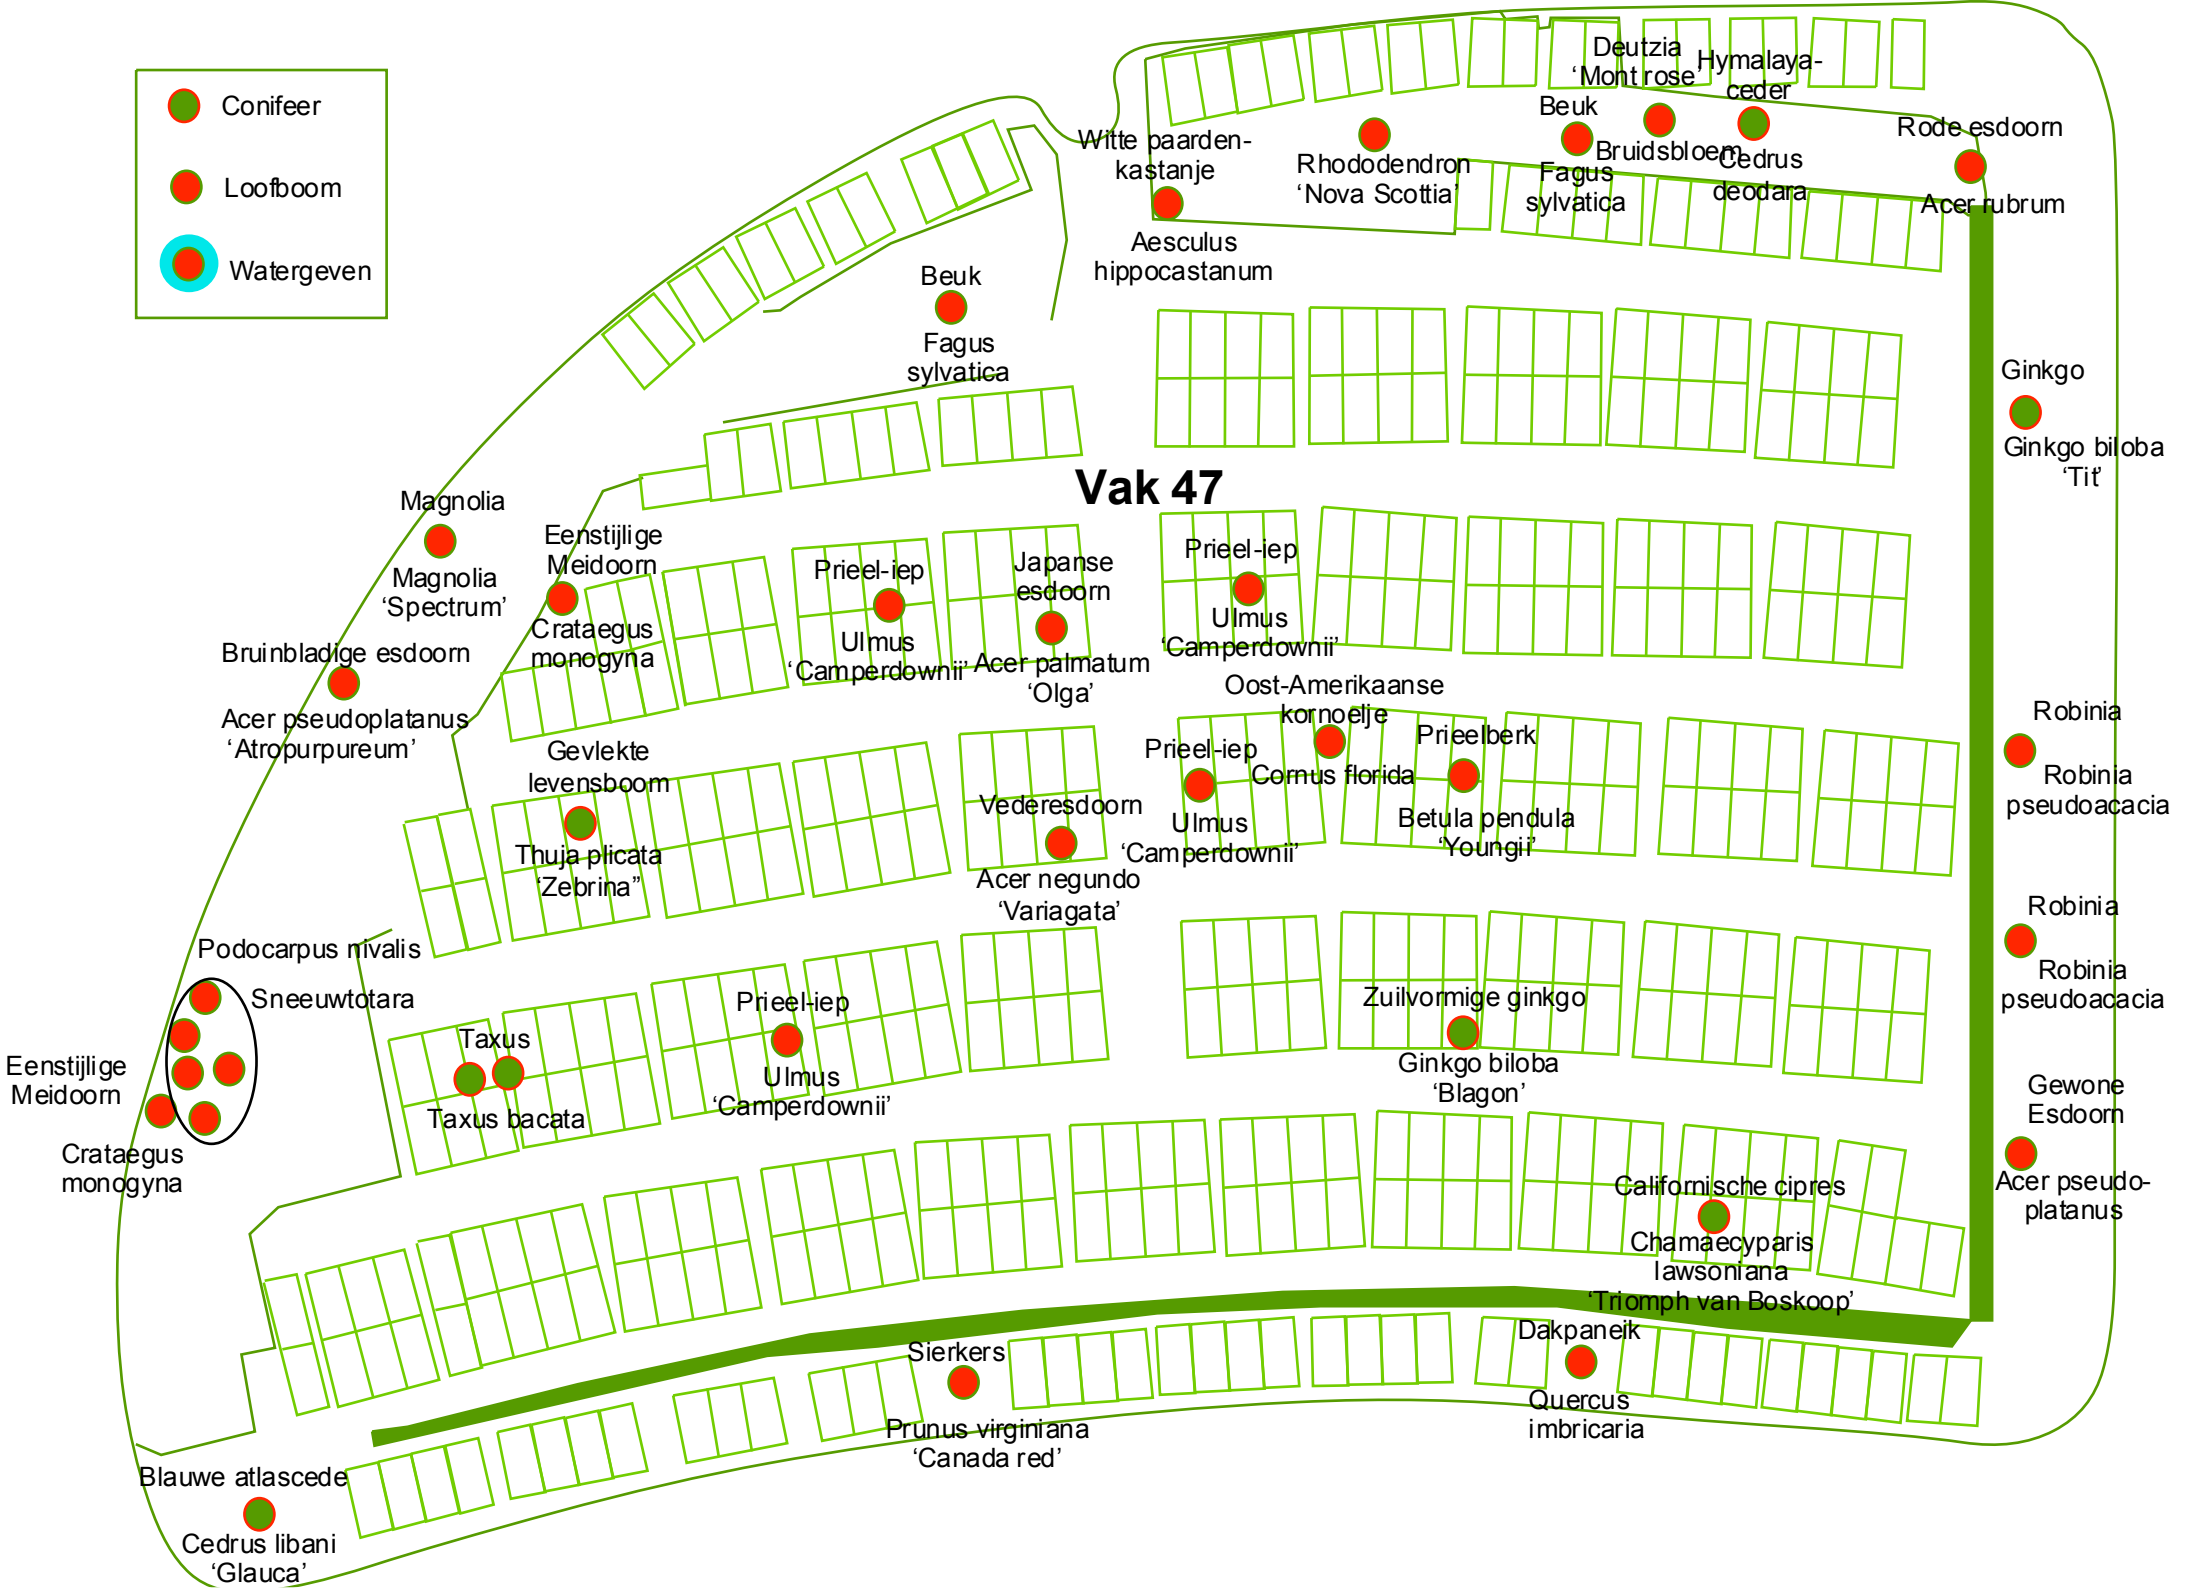 Conifeer
Loofboom
Watergeven
Deutzia
‘Mont rose’
Hymalaya-
ceder
Beuk
Bruidsbloem
Cedrus
deodara
Fagus
sylvatica
Rode esdoorn
Acer rubrum
Witte paarden-
kastanje
Aesculus
hippocastanum
Rhododendron
‘Nova Scottia’
Beuk
Fagus
sylvatica
Ginkgo
Ginkgo biloba
‘Tit’
Vak 47
Magnolia
Magnolia
‘Spectrum’
Eenstijlige
Meidoorn
Crataegus
monogyna
Prieel-iep
Ulmus
‘Camperdownii’
Japanse
esdoorn
Acer palmatum
‘Olga’
Prieel-iep
Ulmus
‘Camperdownii’
Bruinbladige esdoorn
Acer pseudoplatanus
‘Atropurpureum’
Oost-Amerikaanse
kornoelje
Cornus florida
Prieelberk
Betula pendula
‘Youngii’
Prieel-iep
Ulmus
‘Camperdownii’
Robinia
Robinia
pseudoacacia
Gevlekte
levensboom
Thuja plicata
‘Zebrina”
Vederesdoorn
Acer negundo
‘Variagata’
Robinia
Robinia
pseudoacacia
Podocarpus nivalis
Sneeuwtotara
Eenstijlige
Meidoorn
Crataegus
monogyna
Taxus
Taxus bacata
Prieel-iep
Ulmus
‘Camperdownii’
Zuilvormige ginkgo
Ginkgo biloba
‘Blagon’
Gewone
Esdoorn
Acer pseudo-
platanus
Californische cipres
Chamaecyparis
lawsoniana
‘Triomph van Boskoop’
Sierkers
Prunus virginiana
‘Canada red’
Dakpaneik
Quercus
imbricaria
Blauwe atlascede
Cedrus libani
‘Glauca’